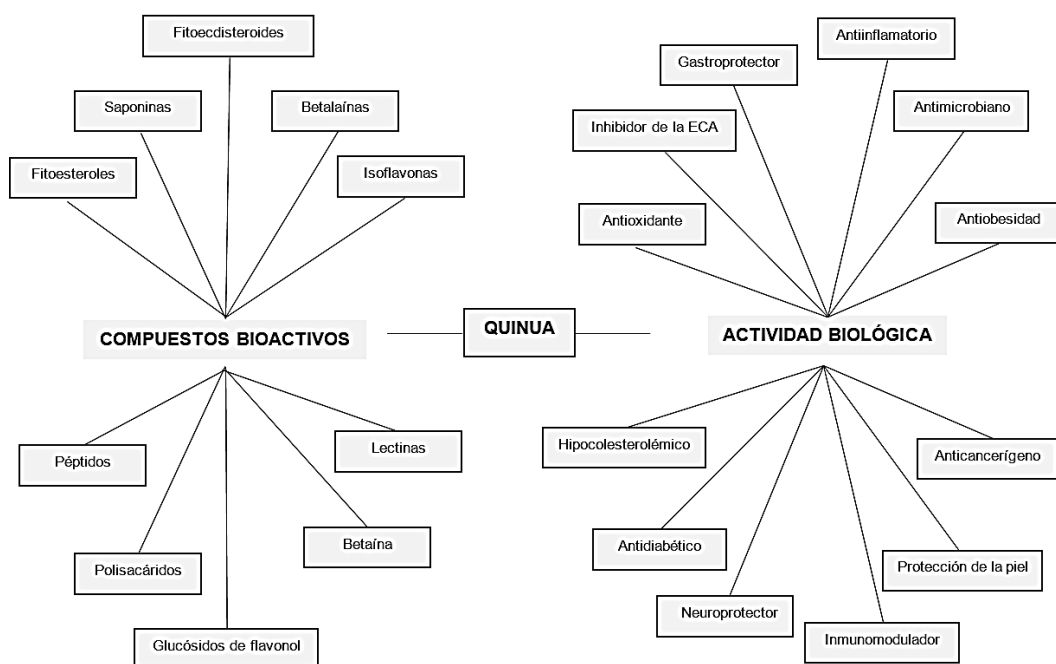 Fitoecdisteroides
Saponinas
Betalaínas
Fitoesteroles
Isoflavonas
Antiinflamatorio
Gastroprotector
Antimicrobiano
Inhibidor de la ECA
Antioxidante
Antiobesidad
COMPUESTOS BIOACTIVOS
QUINUA
ACTIVIDAD BIOLÓGICA
Péptidos
Lectinas
Polisacáridos
Betaína
Glucósidos de flavonol
Hipocolesterolémico
Anticancerígeno
Antidiabético
Protección de la piel
Neuroprotector
Inmunomodulador